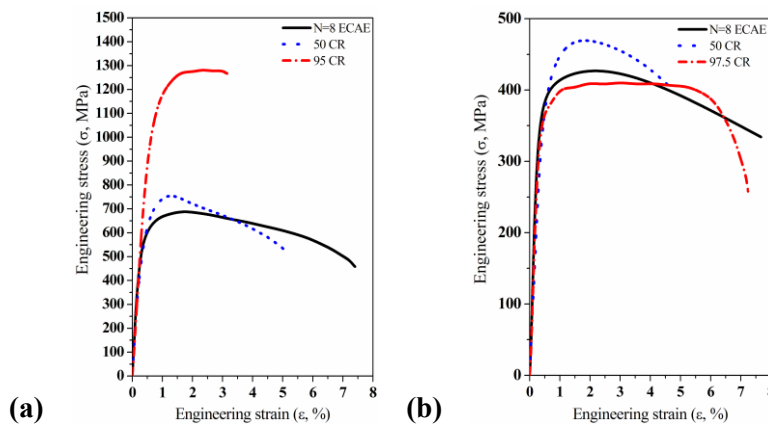 1500
1400
1300
1200
1100
1000
900
800
700
600
500
400
300
200
100
0
Engineering stress (σ, MPa)
N=8 ECAE
50 CR
95 CR
0 1 2 3 4 5 6 7 8
Engineering strain (ε, %)
(a)
500
400
300
200
100
0
Engineering stress (σ, MPa)
N=8 ECAE
50 CR
97.5 CR
0 1 2 3 4 5 6 7 8
Engineering strain (ε, %)
(b)